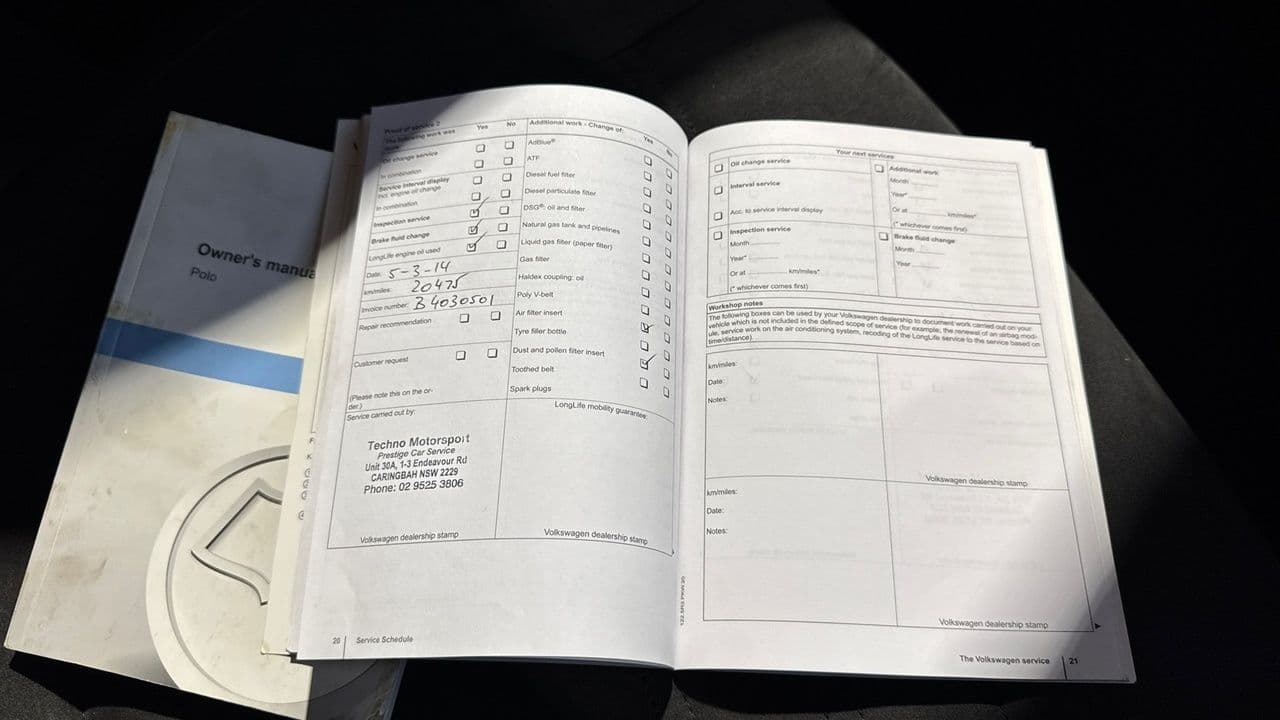 Owner's manua
Polo
Proof of service 2
The following work was
done:
Yes
No
Oil change service
In combination
Service interval display
incl. engine oil change
In combination
Inspection service
Brake fluid change
LongLife engine oil used
Date: 5-3-14
km/miles: 20475
Invoice number: B4030501
Repair recommendation
Customer request
(Please note this on the or-
der.)
Service carried out by:
Techno Motorsport
Prestige Car Service
Unit 30A, 1-3 Endeavour Rd
CARINGBAH NSW 2229
Phone: 02 9525 3806
Volkswagen dealership stamp
Additional work - Change of:
Yes
No
AdBlue®
ATF
Diesel fuel filter
Diesel particulate filter
DSG®: oil and filter
Natural gas tank and pipelines
Liquid gas filter (paper filter)
Gas filter
Haldex coupling: oil
Poly V-belt
Air filter insert
Tyre filler bottle
Dust and pollen filter insert
Toothed belt
Spark plugs
LongLife mobility guarantee:
Volkswagen dealership stamp
20
Service Schedule
Your next services
Oil change service
Interval service
Acc. to service interval display
Inspection service
Month
Year*
Or at km/miles*
(* whichever comes first)
Additional work:
Month
Year*
Or at km/miles*
(* whichever comes first)
Brake fluid change
Month
Year
Workshop notes
The following boxes can be used by your Volkswagen dealership to document work carried out on your
vehicle which is not included in the defined scope of service (for example, the renewal of an airbag mod-
ule, service work on the air conditioning system, recoding of the LongLife service to the service based on
time/distance).
km/miles:
Date:
Notes:
Volkswagen dealership stamp
km/miles:
Date:
Notes:
Volkswagen dealership stamp
The Volkswagen service
21